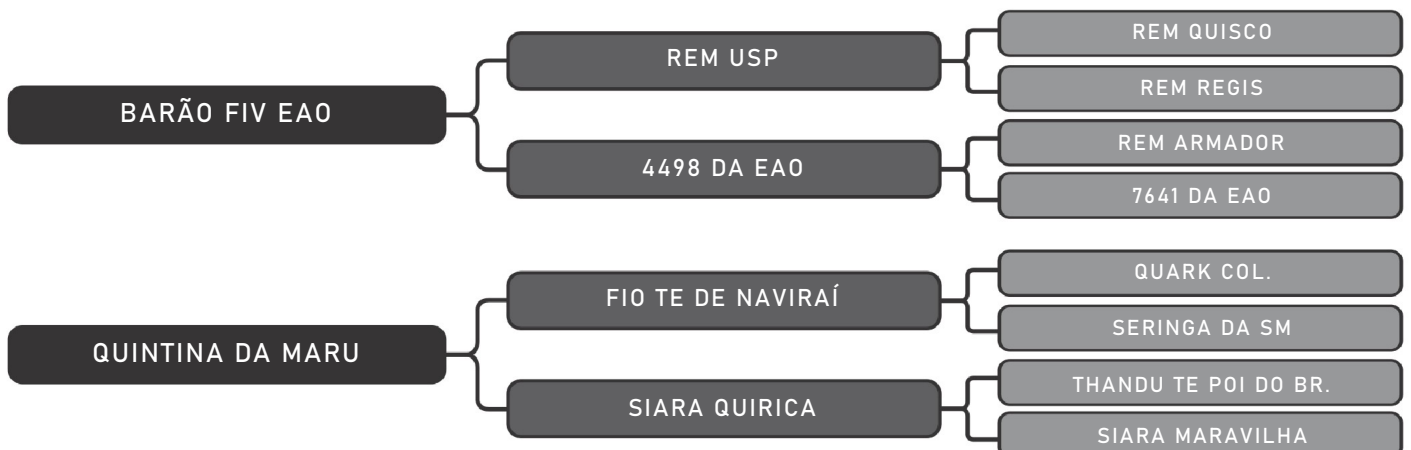 BARÃO FIV EAO
REM USP
REM QUISCO
REM REGIS
4498 DA EAO
REM ARMADOR
7641 DA EAO
QUINTINA DA MARU
FIO TE DE NAVIRAÍ
QUARK COL.
SERINGA DA SM
SIARA QUIRICA
THANDU TE POI DO BR.
SIARA MARAVILHA